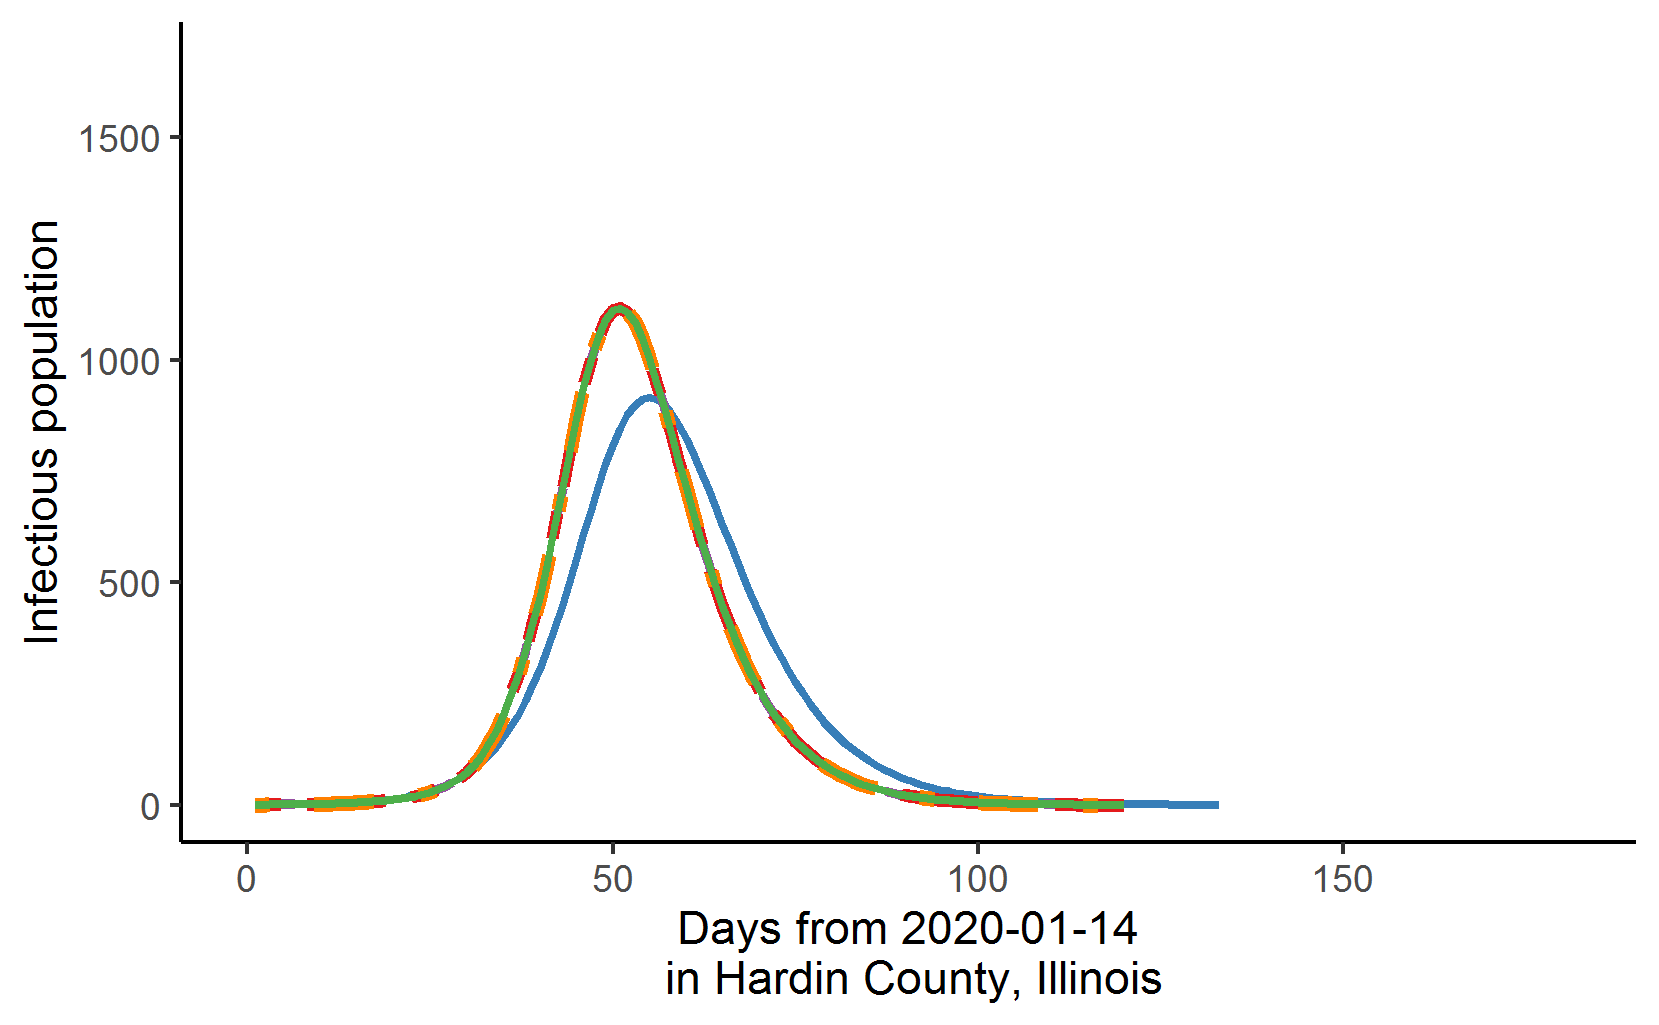 1500
1000
500
0
Infectious population
0 50 100 150
Days from 2020-01-14
in Hardin County, Illinois